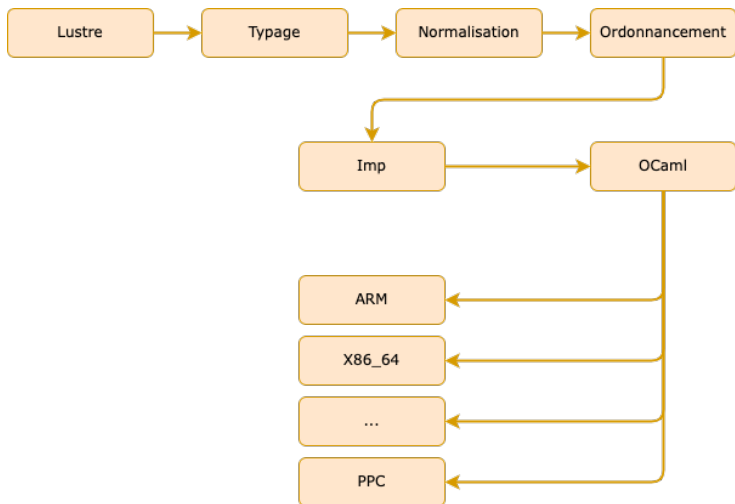 Lustre
Typage
Normalisation
Ordonnancement
Imp
OCaml
ARM
X86_64
...
PPC